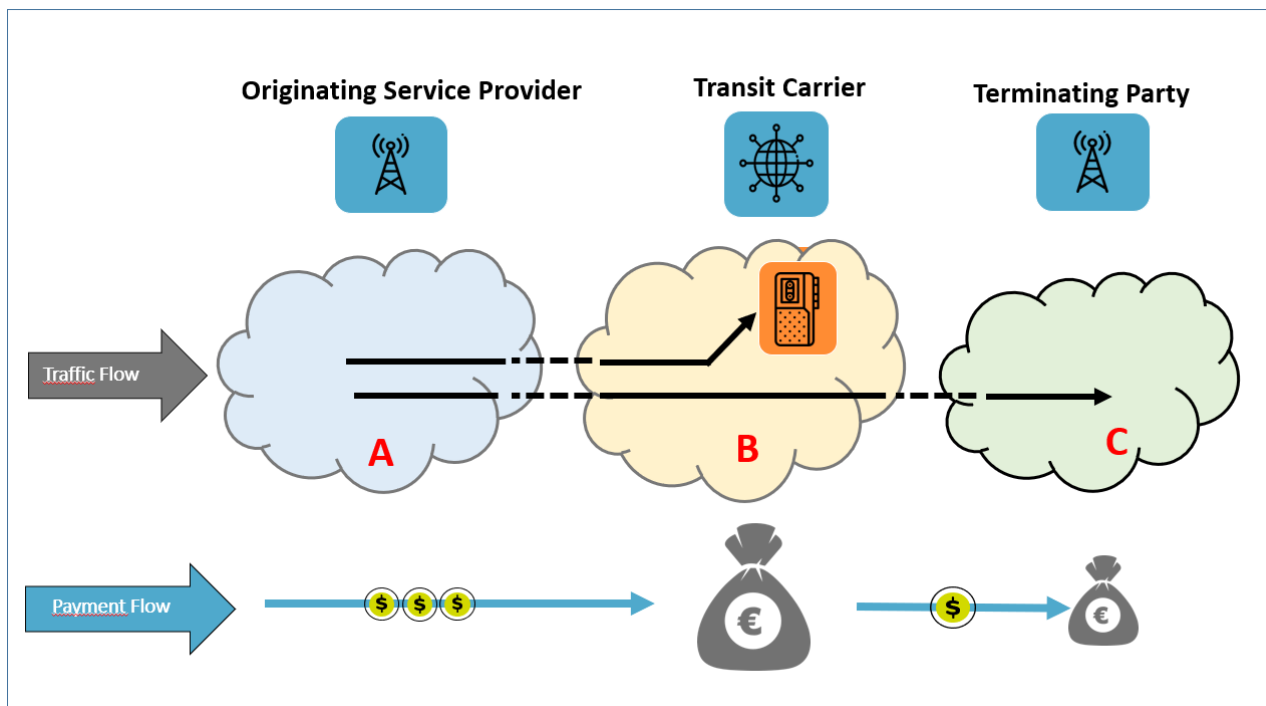 Originating Service Provider
Transit Carrier
Terminating Party
Traffic Flow
A
B
C
Payment Flow
$ $ $
€
$
€